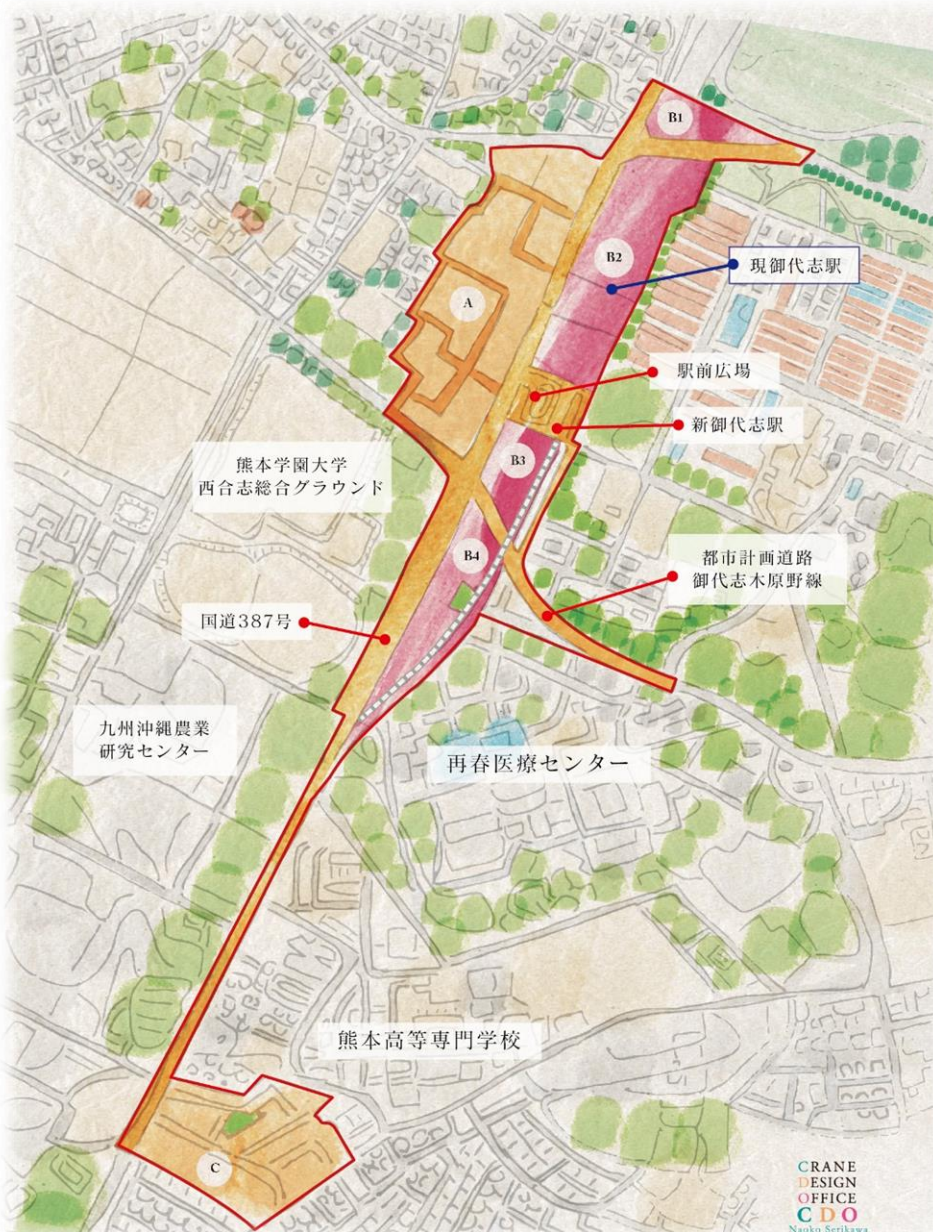 B1
B2
現御代志駅
A
駅前広場
新御代志駅
B3
熊本学園大学
西合志総合グラウンド
B4
都市計画道路
御代志木原野線
国道387号
九州沖縄農業
研究センター
再春医療センター
熊本高等専門学校
C
CRANE
DESIGN
OFFICE
CDO
Naoko Serikawa